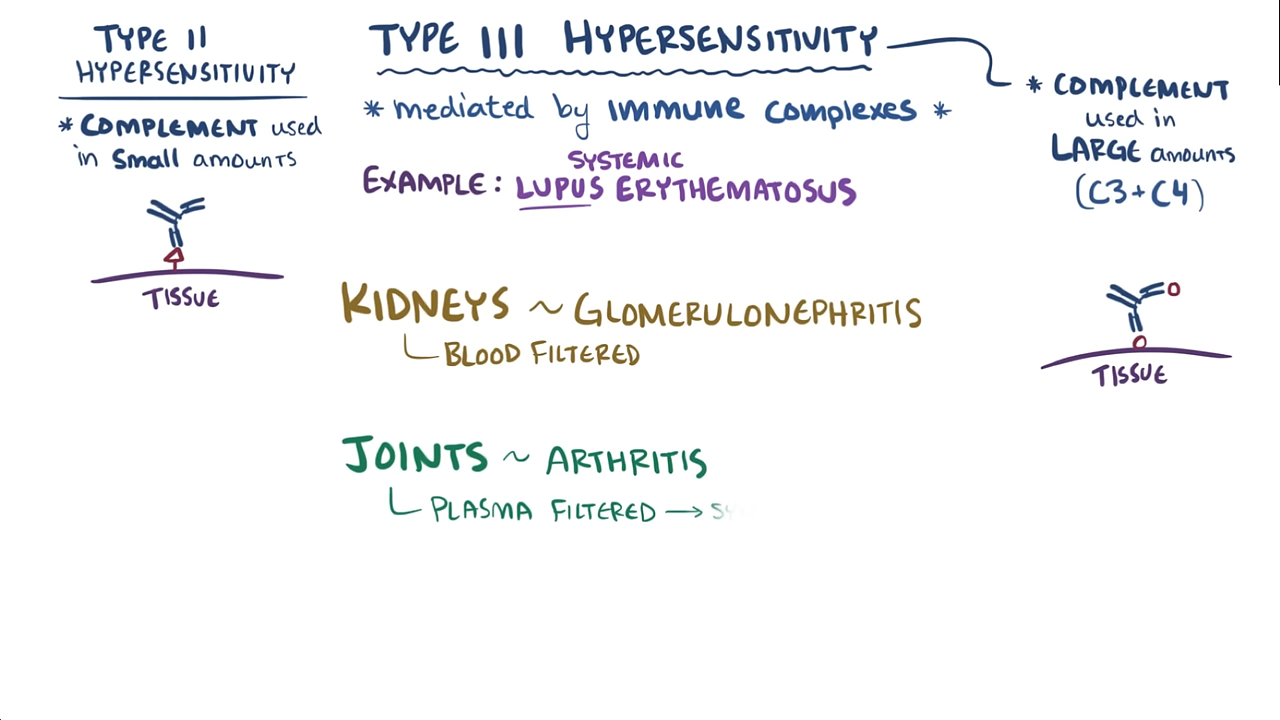 TYPE II
HYPERSENSITIVITY
* COMPLEMENT used
in Small amounts
TISSUE
TYPE III HYPERSENSITIVITY
* mediated by immune complexes *
SYSTEMIC
EXAMPLE: LUPUS ERYTHEMATOSUS
KIDNEYS ~ GLOMERULONEPHRITIS
BLOOD FILTERED
JOINTS ~ ARTHRITIS
PLASMA FILTERED →
* COMPLEMENT
used in
LARGE amounts
(C3+C4)
TISSUE